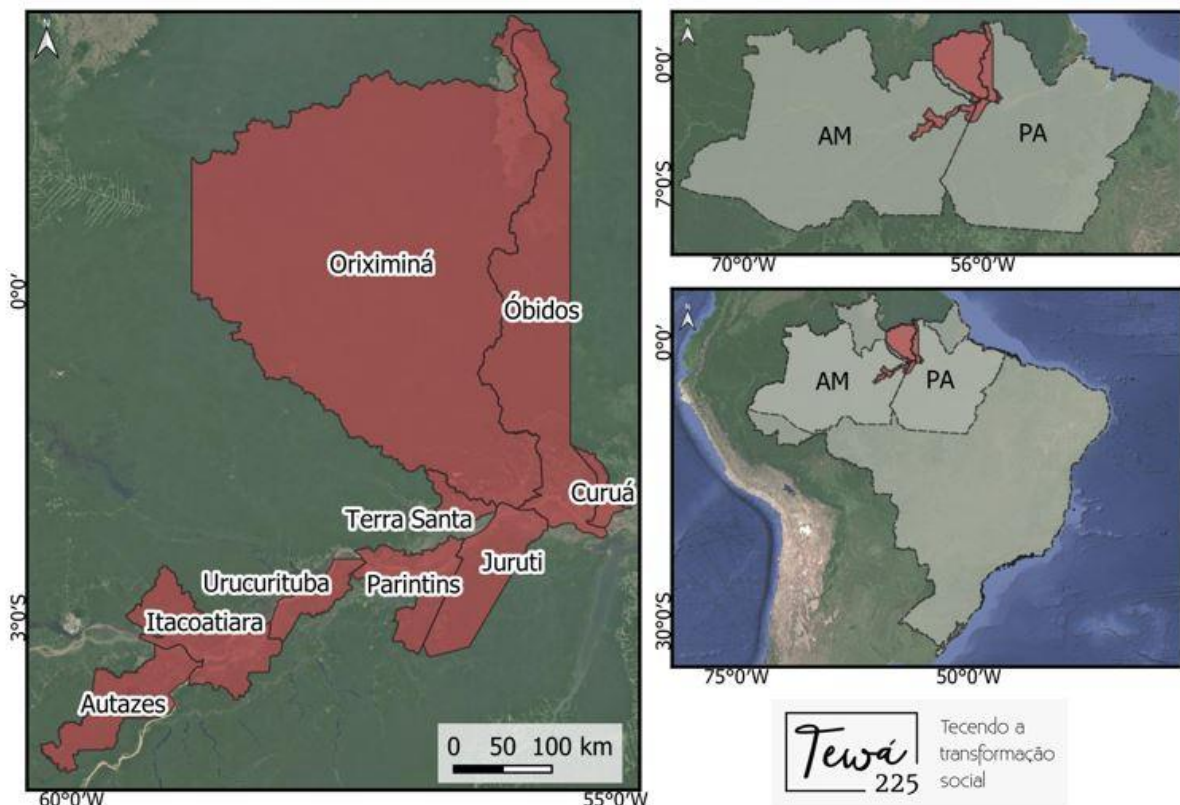 N
Oriximiná
Óbidos
Curuá
Terra Santa
Juruti
Urucurituba
Parintins
Itacoatiara
Autazes
0 50 100 km
0°0'
3°0'S
60°0'W
55°0'W
N
AM
PA
0°0'
7°0'S
70°0'W
56°0'W
N
AM
PA
0°0'
30°0'S
75°0'W
50°0'W
Tewá
225
Tecendo a
transformação
social